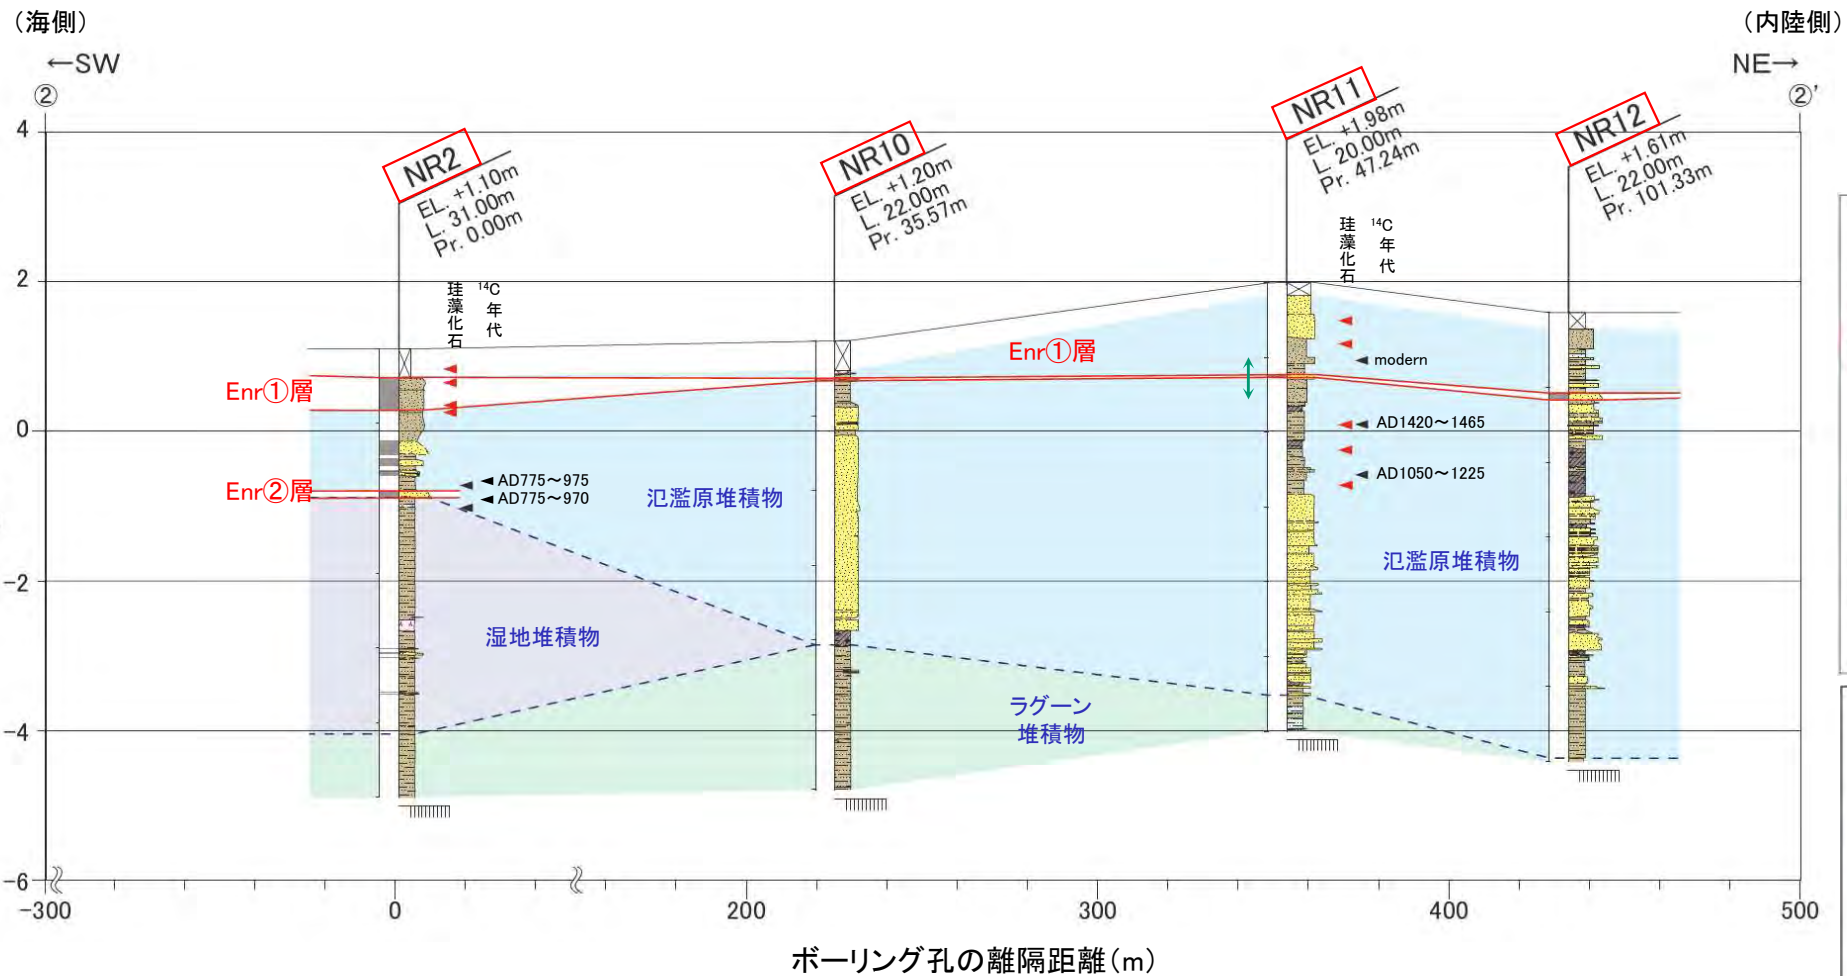 （海側）
（内陸側）
←SW
NE→
②
②'
NR2
EL. +1.10m
L. 31.00m
Pr. 0.00m
NR10
EL. +1.20m
L. 22.00m
Pr. 35.57m
NR11
EL. +1.98m
L. 20.00m
Pr. 47.24m
NR12
EL. +1.61m
L. 22.00m
Pr. 101.33m
4
2
0
-2
-4
-6
珪藻化石
¹⁴C年代
珪藻化石
¹⁴C年代
Enr①層
Enr①層
modern
AD1420～1465
AD1050～1225
Enr②層
AD775～975
AD775～970
氾濫原堆積物
氾濫原堆積物
湿地堆積物
ラグーン
堆積物
-300
0
200
300
400
500
ボーリング孔の離隔距離（m）